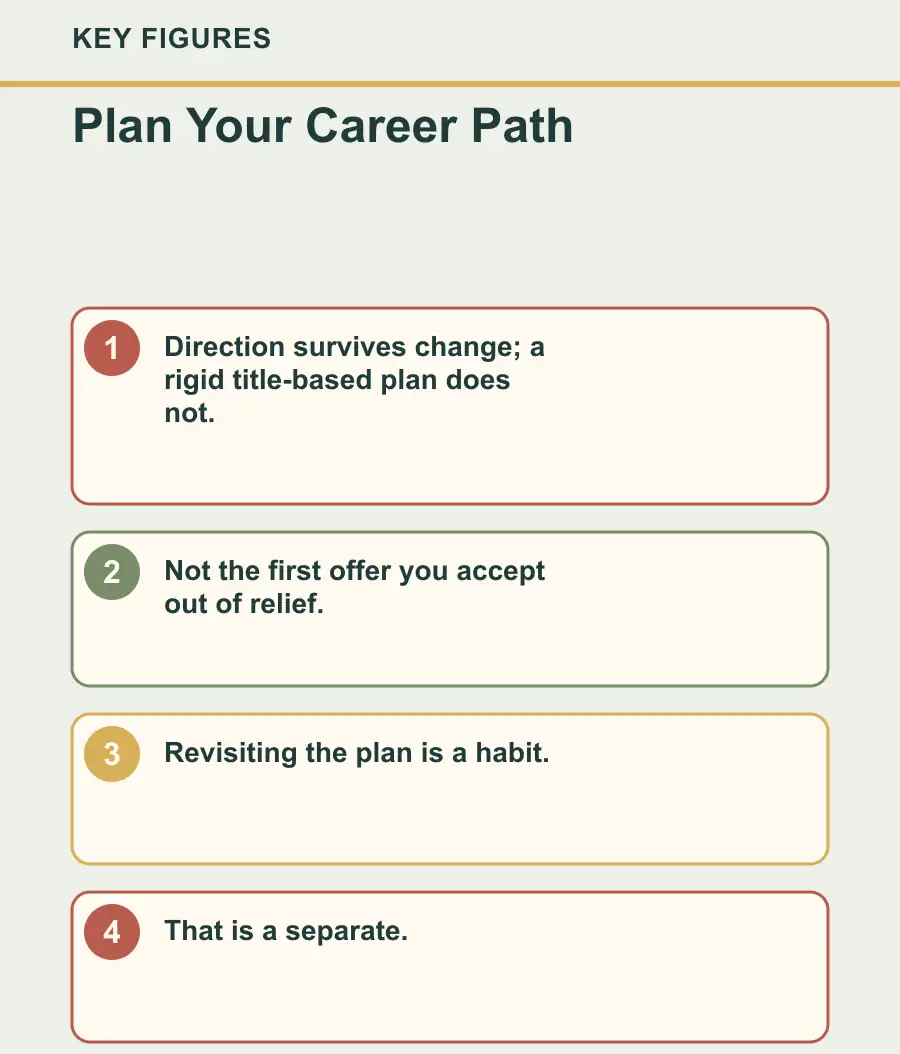 KEY FIGURES
Plan Your Career Path
1
Direction survives change; a
rigid title-based plan does
not.
2
Not the first offer you accept
out of relief.
3
Revisiting the plan is a habit.
4
That is a separate.